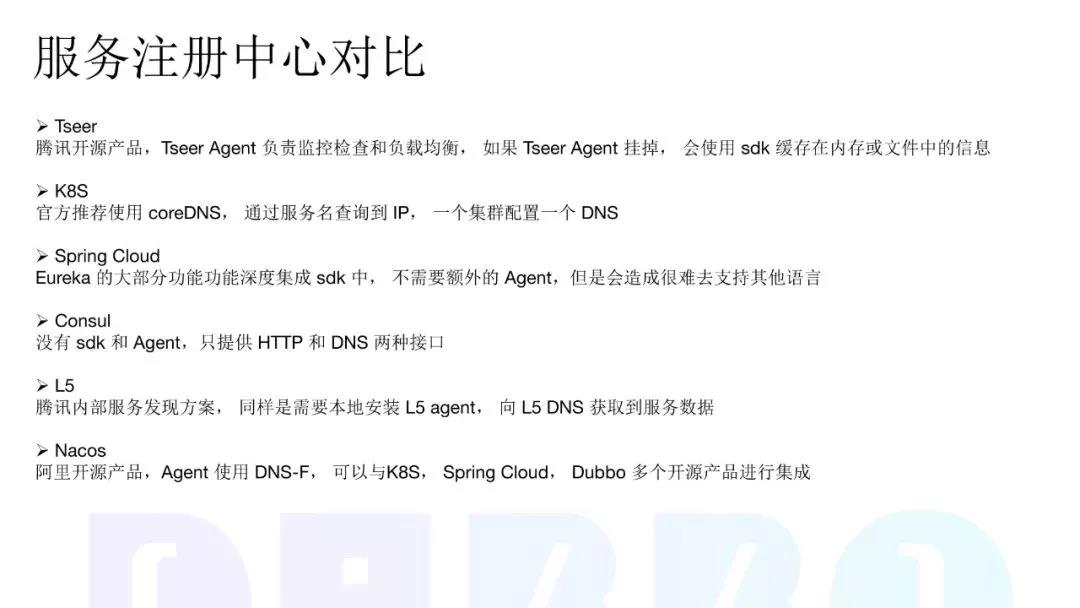 服务注册中心对比
➢ Tseer
腾讯开源产品，Tseer Agent 负责监控检查和负载均衡， 如果 Tseer Agent 挂掉， 会使用 sdk 缓存在内存或文件中的信息
➢ K8S
官方推荐使用 coreDNS， 通过服务名查询到 IP， 一个集群配置一个 DNS
➢ Spring Cloud
Eureka 的大部分功能功能深度集成 sdk 中， 不需要额外的 Agent，但是会造成很难去支持其他语言
➢ Consul
没有 sdk 和 Agent，只提供 HTTP 和 DNS 两种接口
➢ L5
腾讯内部服务发现方案， 同样是需要本地安装 L5 agent， 向 L5 DNS 获取到服务数据
➢ Nacos
阿里开源产品，Agent 使用 DNS-F， 可以与K8S， Spring Cloud， Dubbo 多个开源产品进行集成
DUBBO